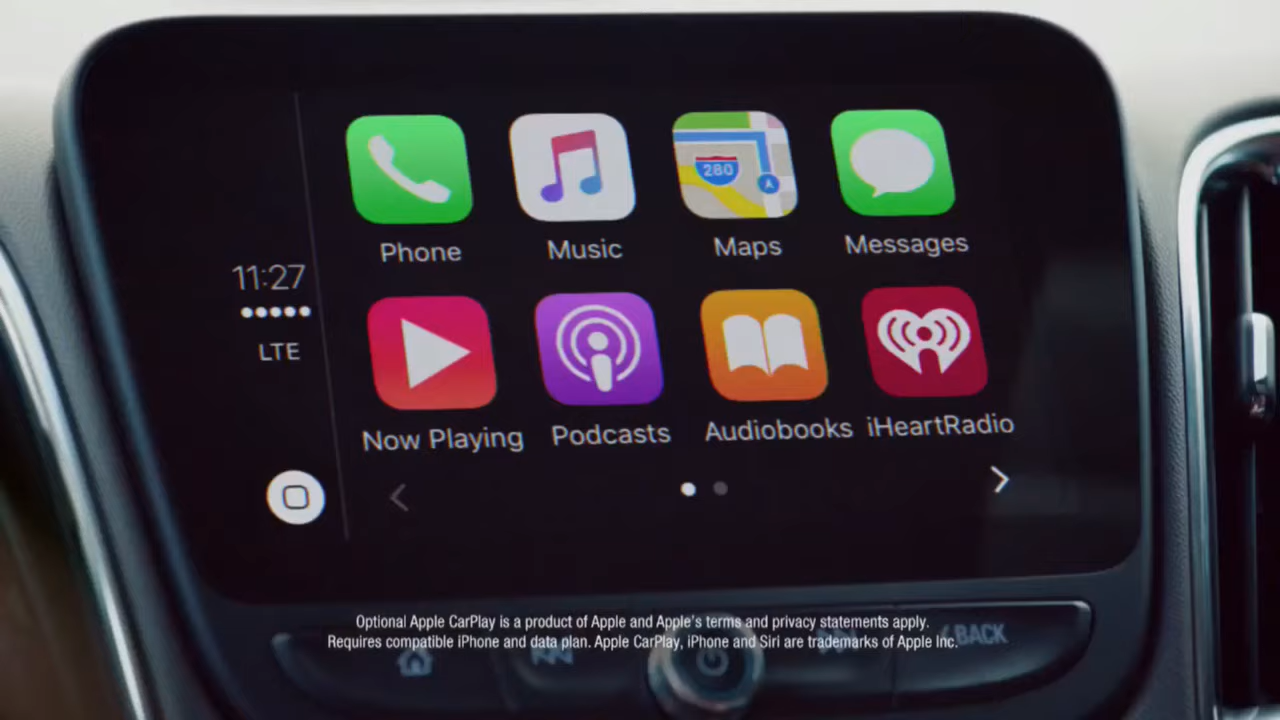 280
Phone
Music
Maps
Messages
11:27
LTE
Now Playing
Podcasts
Audiobooks
iHeartRadio
Optional Apple CarPlay is a product of Apple and Apple's terms and privacy statements apply.
Requires compatible iPhone and data plan. Apple CarPlay, iPhone and Siri are trademarks of Apple Inc.
BACK